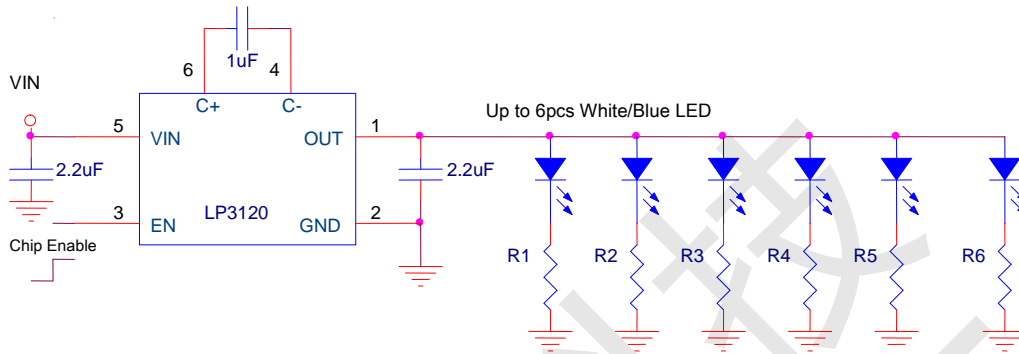 1uF
6
4
VIN
C+
C-
Up to 6pcs White/Blue LED
5
VIN
OUT
1
2.2uF
2.2uF
3
EN
LP3120
GND
2
Chip Enable
R1
R2
R3
R4
R5
R6
技